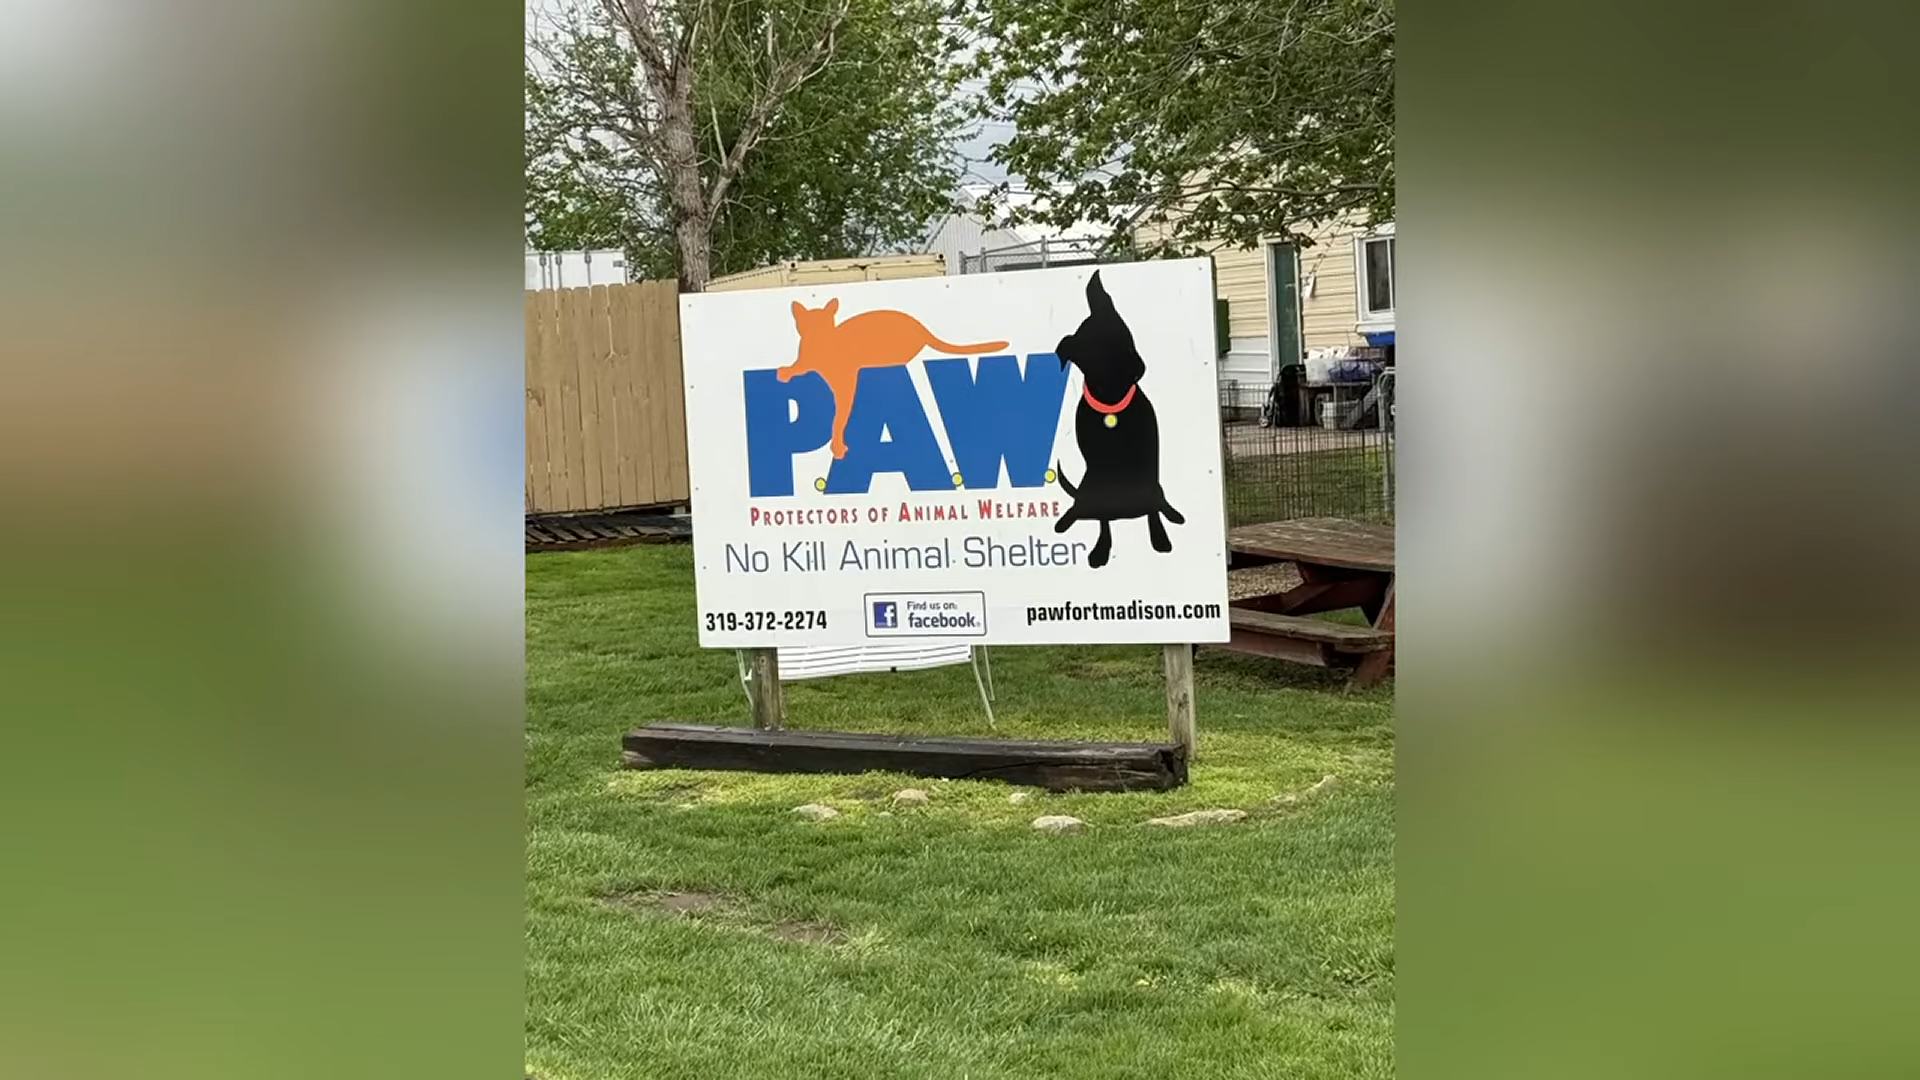 P.A.W.
PROTECTORS OF ANIMAL WELFARE
No Kill Animal Shelter
319-372-2274
Find us on:
facebook.
pawfortmadison.com